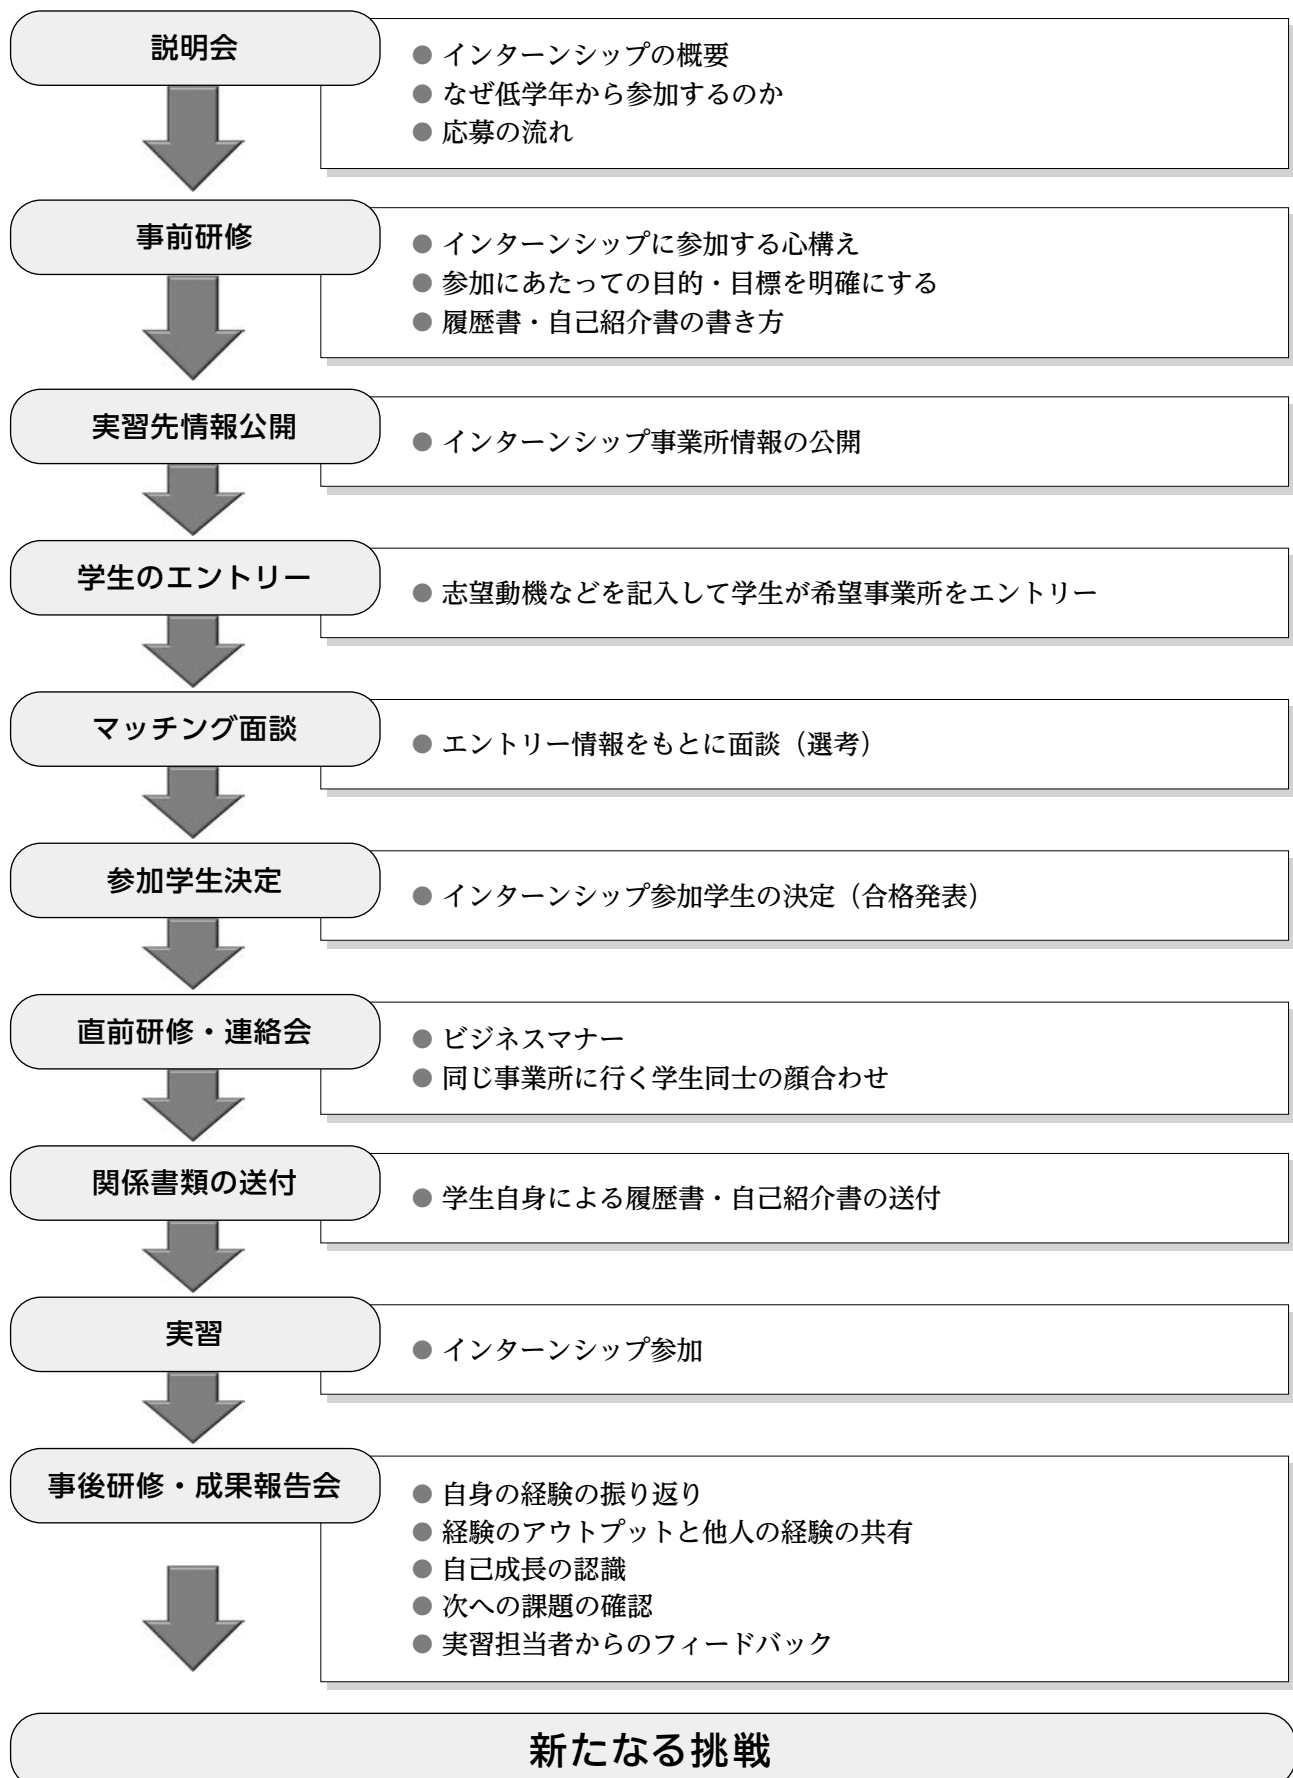 説明会
● インターンシップの概要
● なぜ低学年から参加するのか
● 応募の流れ
事前研修
● インターンシップに参加する心構え
● 参加にあたっての目的・目標を明確にする
● 履歴書・自己紹介書の書き方
実習先情報公開
● インターンシップ事業所情報の公開
学生のエントリー
● 志望動機などを記入して学生が希望事業所をエントリー
マッチング面談
● エントリー情報をもとに面談（選考）
参加学生決定
● インターンシップ参加学生の決定（合格発表）
直前研修・連絡会
● ビジネスマナー
● 同じ事業所に行く学生同士の顔合わせ
関係書類の送付
● 学生自身による履歴書・自己紹介書の送付
実習
● インターンシップ参加
事後研修・成果報告会
● 自身の経験の振り返り
● 経験のアウトプットと他人の経験の共有
● 自己成長の認識
● 次への課題の確認
● 実習担当者からのフィードバック
新たなる挑戦